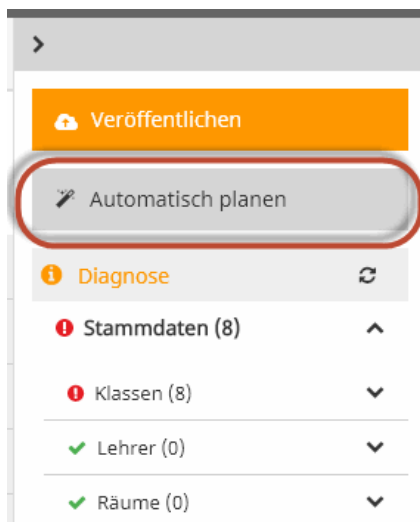 Veröffentlichen
Automatisch planen
Diagnose
Stammdaten (8)
Klassen (8)
Lehrer (0)
Räume (0)